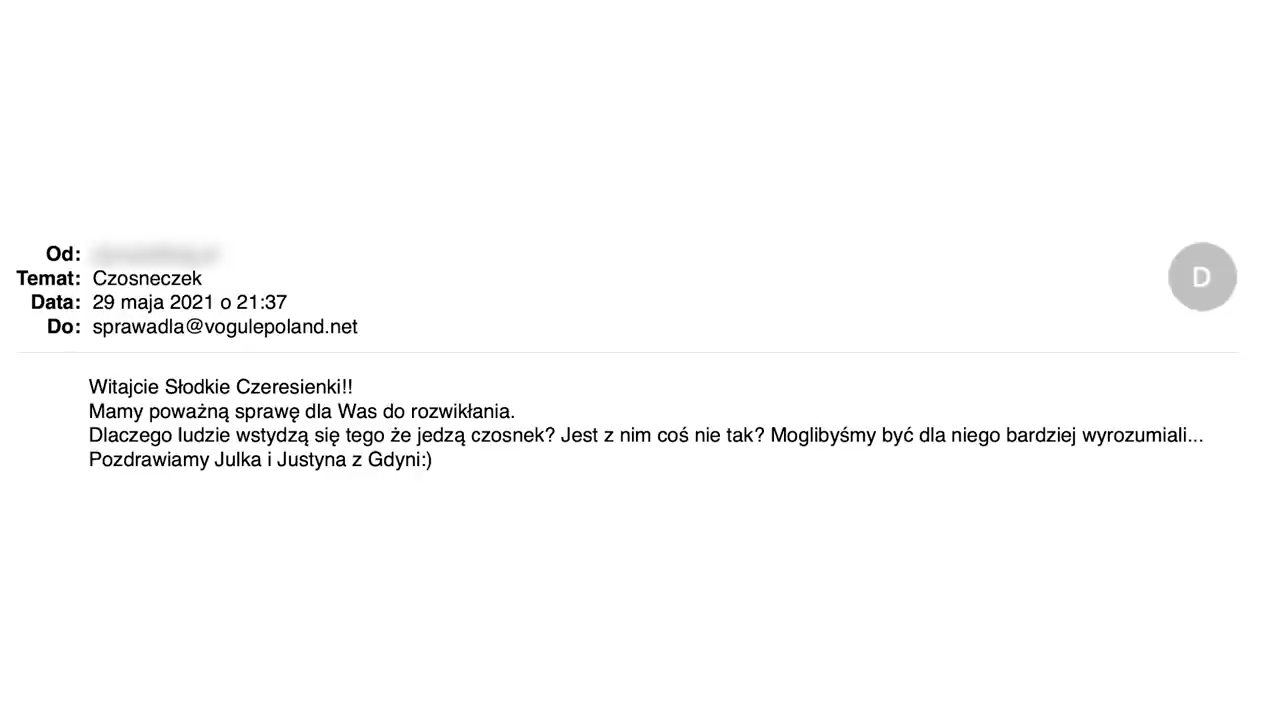 Od:
Temat: Czosneczek
Data: 29 maja 2021 o 21:37
Do: sprawadla@vogulepoland.net
D
Witajcie Słodkie Czeresienki!!
Mamy poważną sprawę dla Was do rozwikłania.
Dlaczego ludzie wstydzą się tego że jedzą czosnek? Jest z nim coś nie tak? Moglibyśmy być dla niego bardziej wyrozumiali...
Pozdrawiamy Julka i Justyna z Gdyni:)